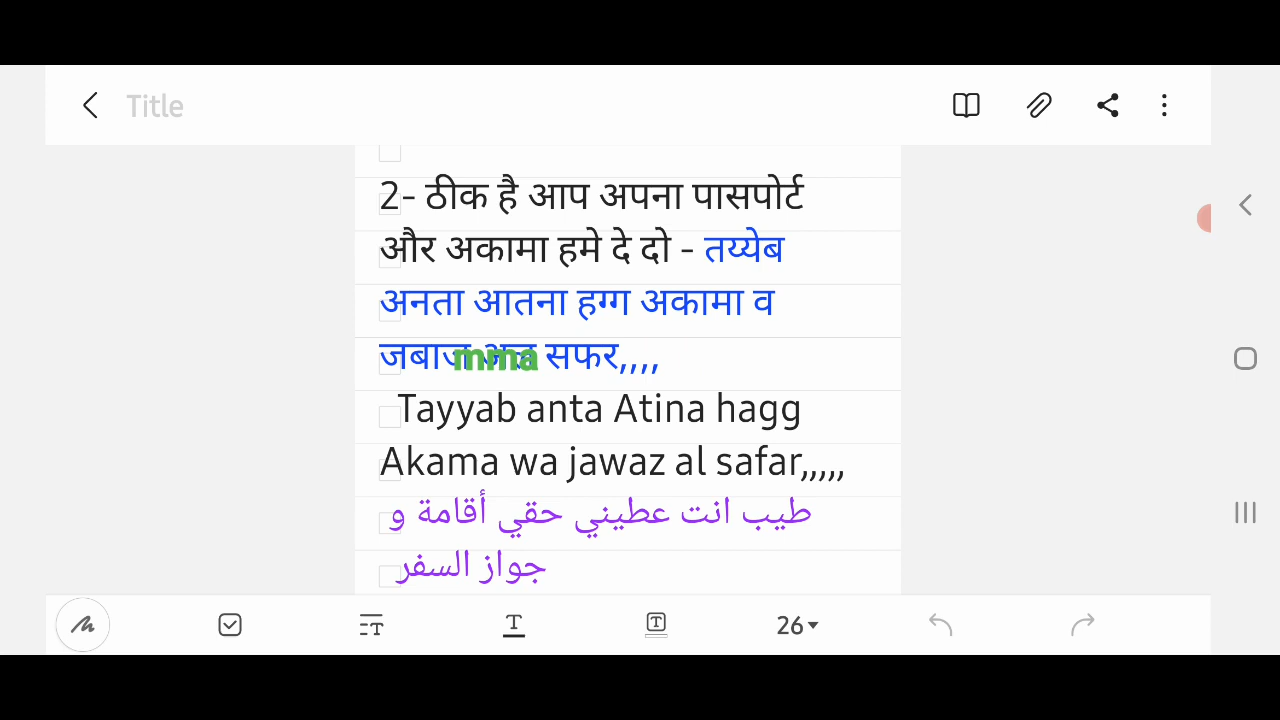 Title
2- ठीक है आप अपना पासपोर्ट
और अकामा हमे दे दो - तय्येब
अनता आतना हग्ग अकामा व
जबाज अल सफर,,,,
mma
Tayyab anta Atina hagg
Akama wa jawaz al safar,,,,,
طيب انت عطيني حقي أقامة و
جواز السفر
26